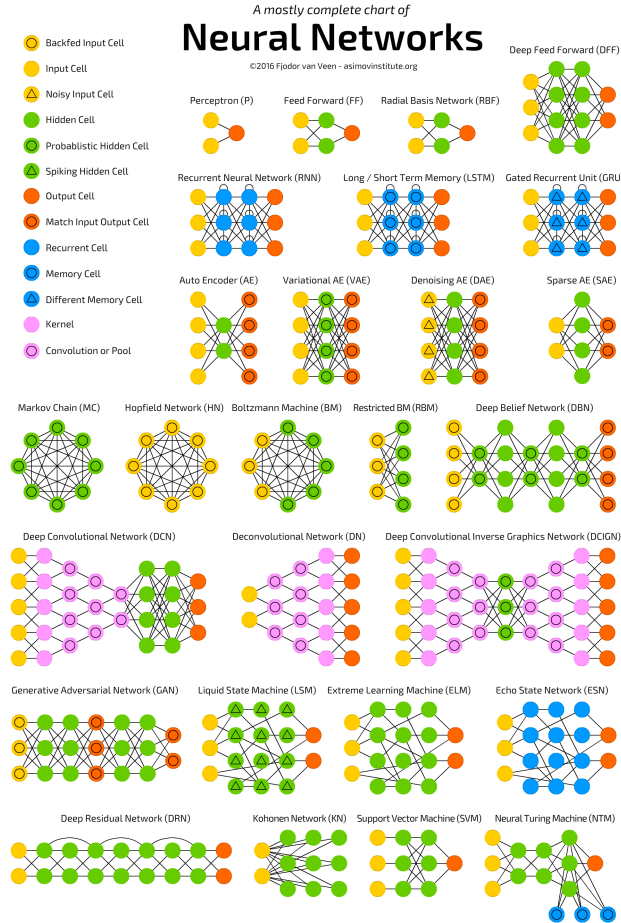 A mostly complete chart of
Neural Networks
©2016 Fjodor van Veen - asimovinstitute.org
Backfed Input Cell
Input Cell
Noisy Input Cell
Hidden Cell
Probablistic Hidden Cell
Spiking Hidden Cell
Output Cell
Match Input Output Cell
Recurrent Cell
Memory Cell
Different Memory Cell
Kernel
Convolution or Pool
Deep Feed Forward (DFF)
Perceptron (P)
Feed Forward (FF)
Radial Basis Network (RBF)
Recurrent Neural Network (RNN)
Long / Short Term Memory (LSTM)
Gated Recurrent Unit (GRU
Auto Encoder (AE)
Variational AE (VAE)
Denoising AE (DAE)
Sparse AE (SAE)
Markov Chain (MC)
Hopfield Network (HN)
Boltzmann Machine (BM)
Restricted BM (RBM)
Deep Belief Network (DBN)
Deep Convolutional Network (DCN)
Deconvolutional Network (DN)
Deep Convolutional Inverse Graphics Network (DCIGN)
Generative Adversarial Network (GAN)
Liquid State Machine (LSM)
Extreme Learning Machine (ELM)
Echo State Network (ESN)
Deep Residual Network (DRN)
Kohonen Network (KN)
Support Vector Machine (SVM)
Neural Turing Machine (NTM)